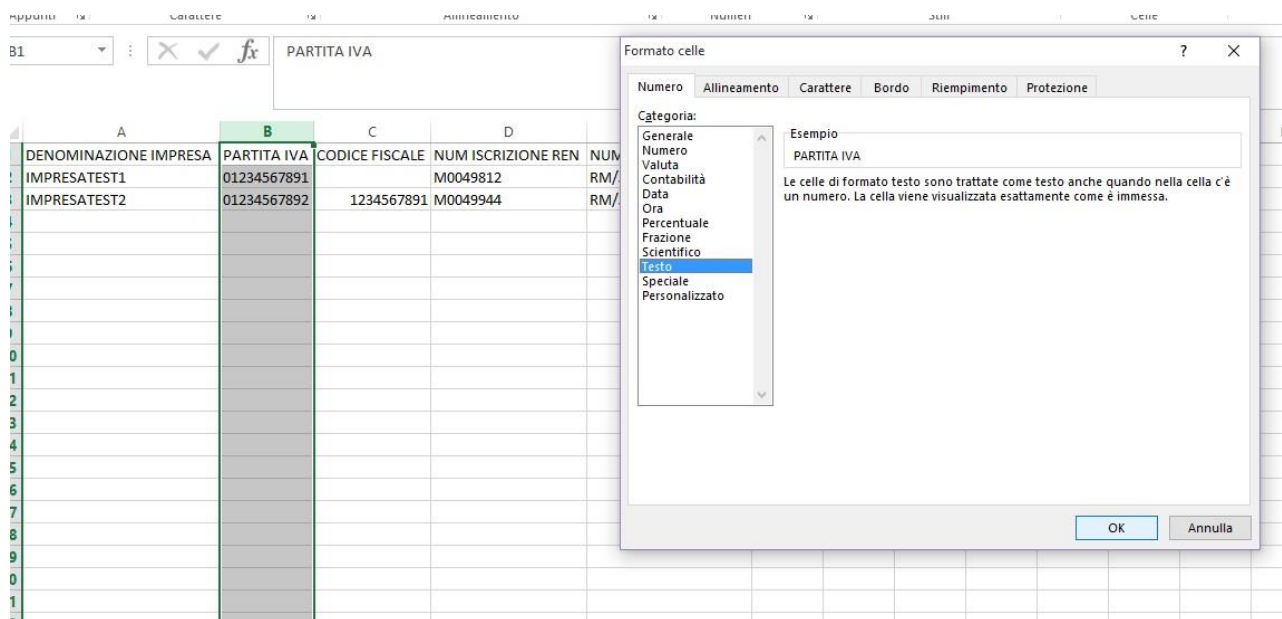 Appunti Carattere Allineamento Numeri Stili Celle
B1 fx PARTITA IVA
A B C D
DENOMINAZIONE IMPRESA PARTITA IVA CODICE FISCALE NUM ISCRIZIONE REN NUM
IMPRESATEST1 01234567891 M0049812 RM/
IMPRESATEST2 01234567892 1234567891 M0049944 RM/
Formato celle ? X
Numero Allineamento Carattere Bordo Riempimento Protezione
Categoria:
Generale
Numero
Valuta
Contabilità
Data
Ora
Percentuale
Frazione
Scientifico
Testo
Speciale
Personalizzato
Esempio
PARTITA IVA
Le celle di formato testo sono trattate come testo anche quando nella cella c'è
un numero. La cella viene visualizzata esattamente come è immessa.
OK Annulla